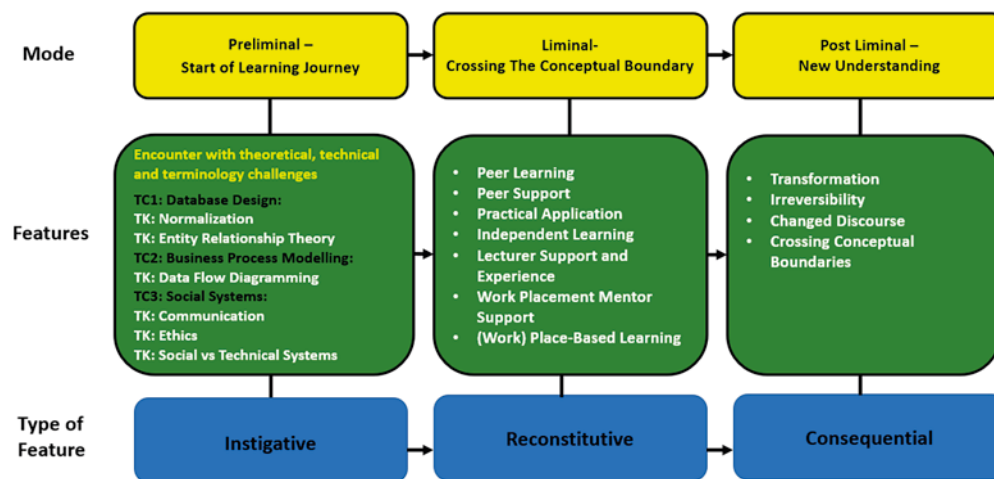 Mode
Preliminal –
Start of Learning Journey
Liminal-
Crossing The Conceptual Boundary
Post Liminal –
New Understanding
Features
Encounter with theoretical, technical
and terminology challenges
TC1: Database Design:
TK: Normalization
TK: Entity Relationship Theory
TC2: Business Process Modelling:
TK: Data Flow Diagramming
TC3: Social Systems:
TK: Communication
TK: Ethics
TK: Social vs Technical Systems
• Peer Learning
• Peer Support
• Practical Application
• Independent Learning
• Lecturer Support and
Experience
• Work Placement Mentor
Support
• (Work) Place-Based Learning
• Transformation
• Irreversibility
• Changed Discourse
• Crossing Conceptual
Boundaries
Type of
Feature
Instigative
Reconstitutive
Consequential